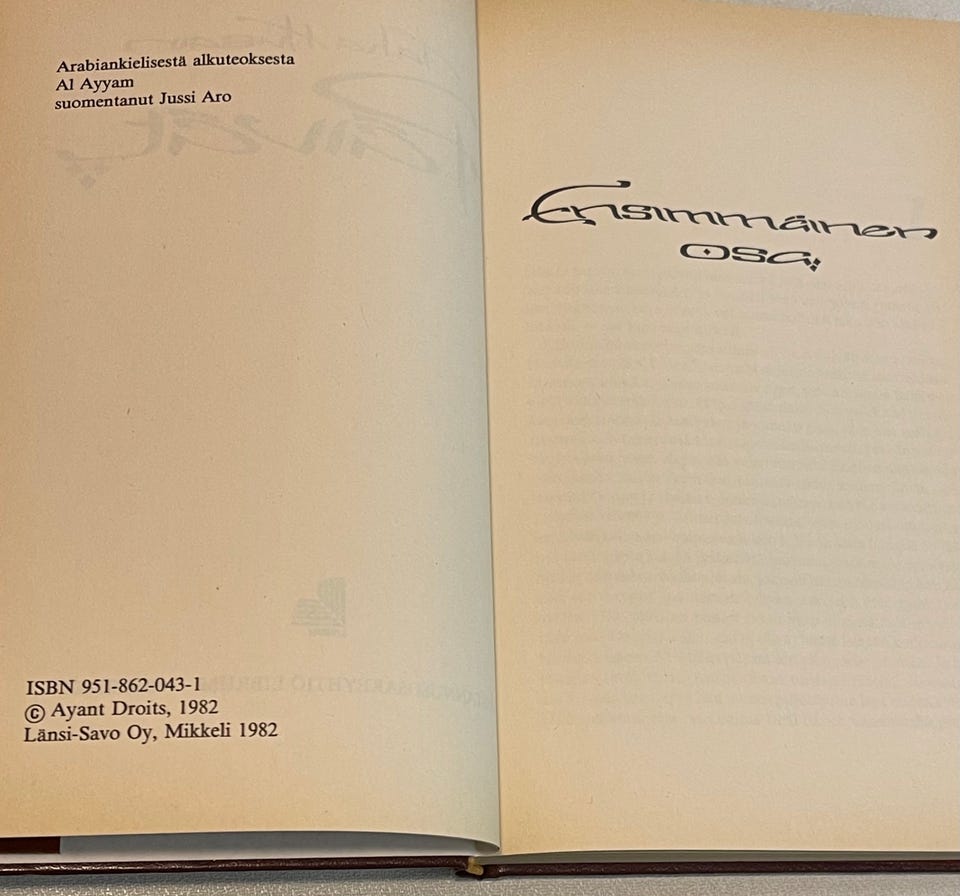 Arabiankielisestä alkuteoksesta
Al Ayyam
suomentanut Jussi Aro
ISBN 951-862-043-1
© Ayant Droits, 1982
Länsi-Savo Oy, Mikkeli 1982
Ensimmäinen
osa